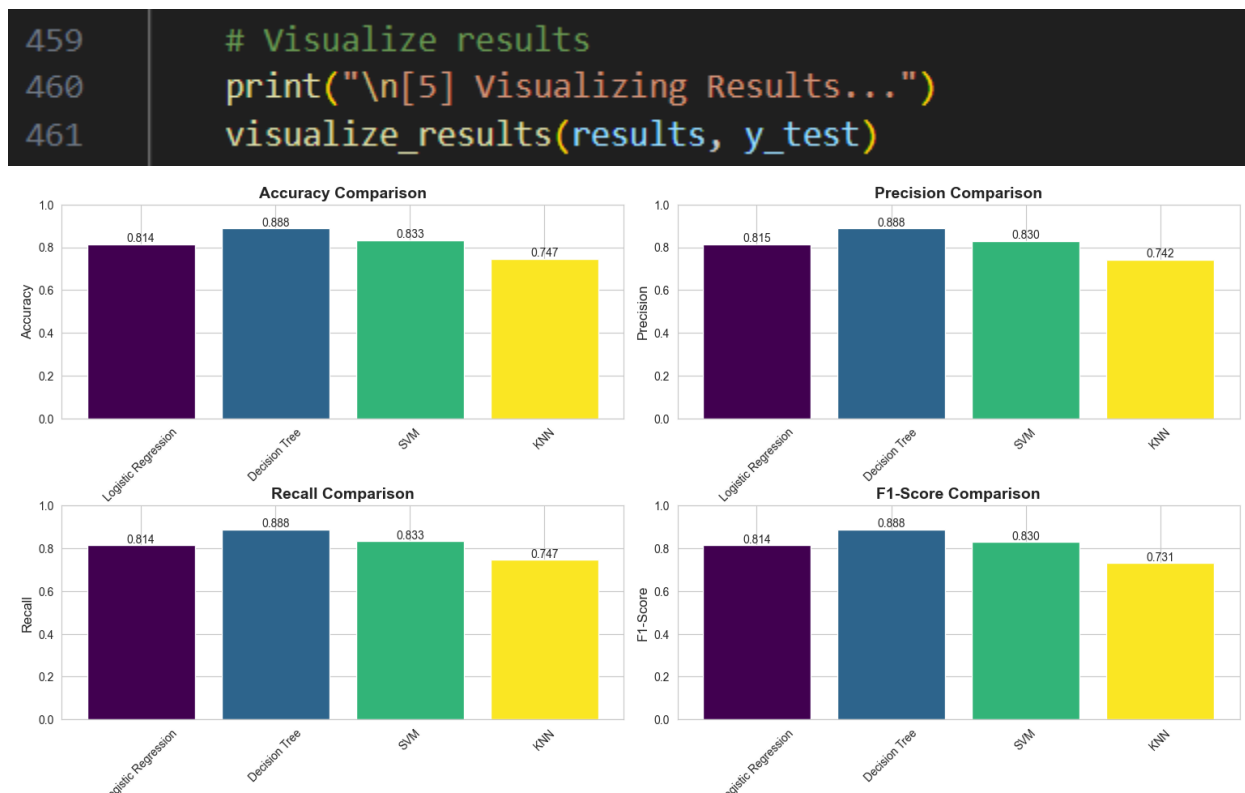 459 # Visualize results
460 print("\n[5] Visualizing Results...")
461 visualize_results(results, y_test)
Accuracy Comparison
1.0
0.8
0.6
0.4
0.2
0.0
Accuracy
0.814
0.888
0.833
0.747
Logistic Regression
Decision Tree
SVM
KNN
Precision Comparison
1.0
0.8
0.6
0.4
0.2
0.0
Precision
0.815
0.888
0.830
0.742
Logistic Regression
Decision Tree
SVM
KNN
Recall Comparison
1.0
0.8
0.6
0.4
0.2
0.0
Recall
0.814
0.888
0.833
0.747
Logistic Regression
Decision Tree
SVM
KNN
F1-Score Comparison
1.0
0.8
0.6
0.4
0.2
0.0
F1-Score
0.814
0.888
0.830
0.731
Logistic Regression
Decision Tree
SVM
KNN